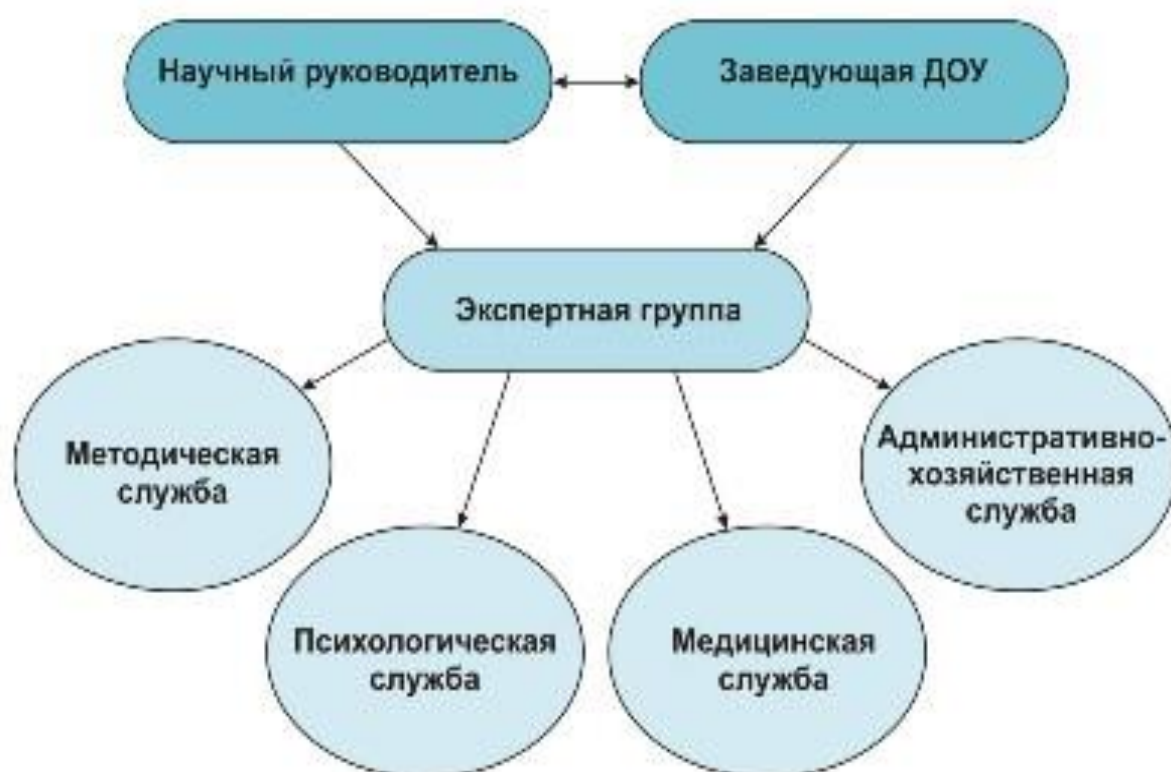 Научный руководитель
Заведующая ДОУ
Экспертная группа
Методическая
служба
Административно-
хозяйственная
служба
Психологическая
служба
Медицинская
служба